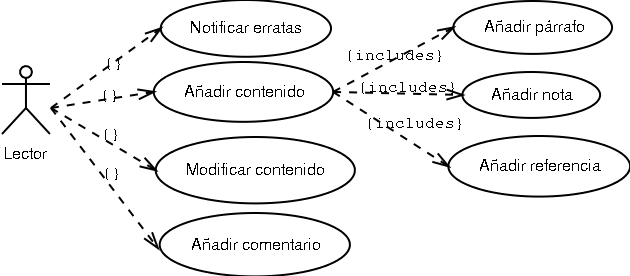 Notificar erratas
Añadir párrafo
{includes}
{}
Añadir contenido
{includes}
Añadir nota
{}
{includes}
{}
Lector
Modificar contenido
Añadir referencia
{}
Añadir comentario